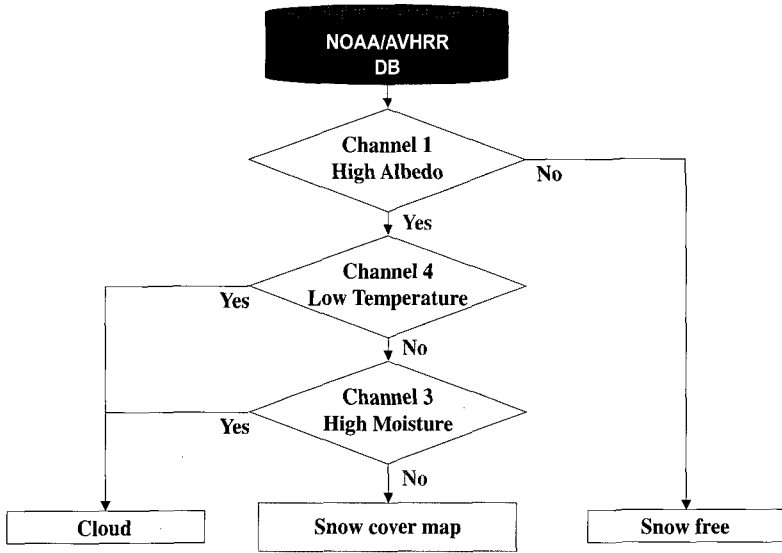 NOAA/AVHRR
DB
Channel 1
High Albedo
No
Yes
Channel 4
Low Temperature
Yes
No
Channel 3
High Moisture
Yes
No
Cloud
Snow cover map
Snow free